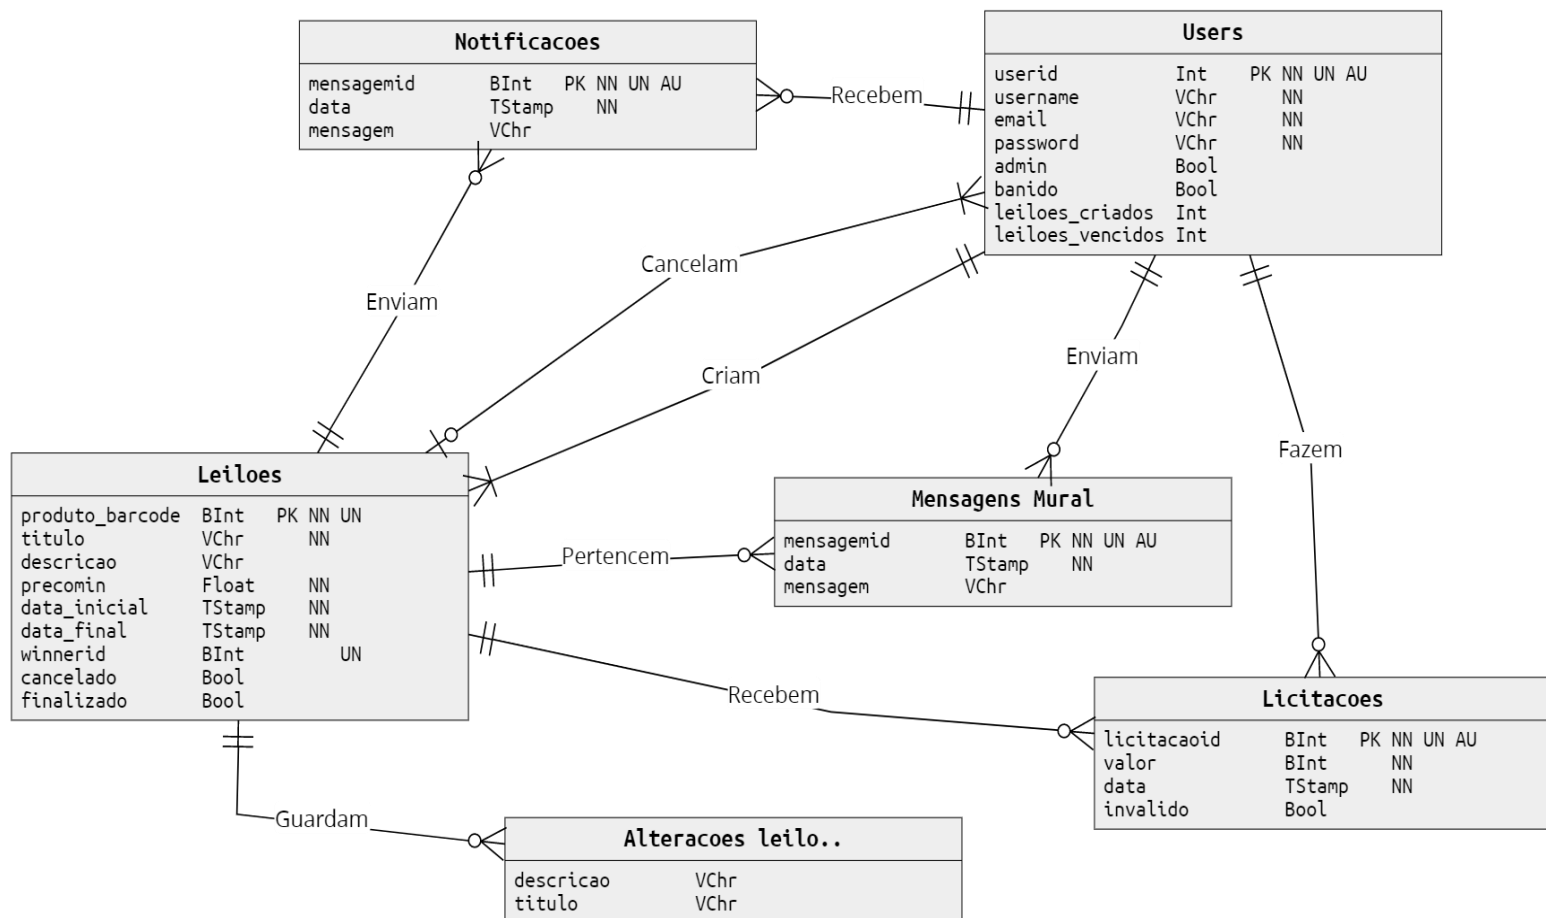 Notificacoes
mensagemid BInt PK NN UN AU
data TStamp NN
mensagem VChr
Users
userid Int PK NN UN AU
username VChr NN
email VChr NN
password VChr NN
admin Bool
banido Bool
leiloes_criados Int
leiloes_vencidos Int
Recebem
Cancelam
Enviam
Criam
Enviam
Fazem
Leiloes
produto_barcode BInt PK NN UN
titulo VChr NN
descricao VChr
precomin Float NN
data_inicial TStamp NN
data_final TStamp NN
winnerid BInt UN
cancelado Bool
finalizado Bool
Pertencem
Mensagens Mural
mensagemid BInt PK NN UN AU
data TStamp NN
mensagem VChr
Recebem
Licitacoes
licitacaoid BInt PK NN UN AU
valor BInt NN
data TStamp NN
invalido Bool
Guardam
Alteracoes leilo..
descricao VChr
titulo VChr